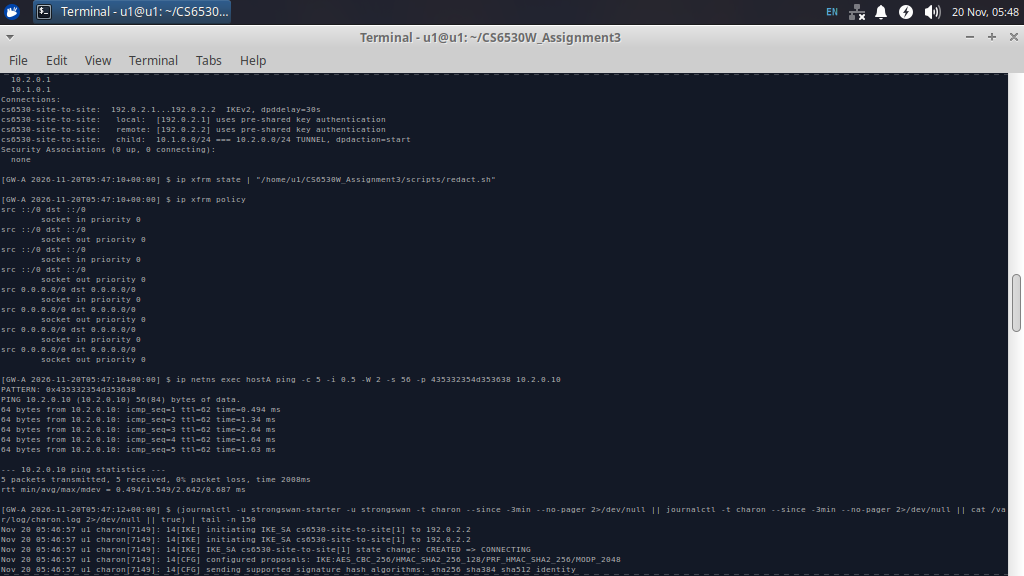 Terminal - u1@u1: ~/CS6530...
EN
20 Nov, 05:48
Terminal - u1@u1: ~/CS6530W_Assignment3
File Edit View Terminal Tabs Help
10.2.0.1
10.1.0.1
Connections:
cs6530-site-to-site:  192.0.2.1...192.0.2.2  IKEv2, dpddelay=30s
cs6530-site-to-site:   local:  [192.0.2.1] uses pre-shared key authentication
cs6530-site-to-site:   remote: [192.0.2.2] uses pre-shared key authentication
cs6530-site-to-site:   child:  10.1.0.0/24 === 10.2.0.0/24 TUNNEL, dpdaction=start
Security Associations (0 up, 0 connecting):
none
[GW-A 2026-11-20T05:47:10+00:00] $ ip xfrm state | "/home/u1/CS6530W_Assignment3/scripts/redact.sh"
[GW-A 2026-11-20T05:47:10+00:00] $ ip xfrm policy
src ::/0 dst ::/0
socket in priority 0
src ::/0 dst ::/0
socket out priority 0
src ::/0 dst ::/0
socket in priority 0
src ::/0 dst ::/0
socket out priority 0
src 0.0.0.0/0 dst 0.0.0.0/0
socket in priority 0
src 0.0.0.0/0 dst 0.0.0.0/0
socket out priority 0
src 0.0.0.0/0 dst 0.0.0.0/0
socket in priority 0
src 0.0.0.0/0 dst 0.0.0.0/0
socket out priority 0
[GW-A 2026-11-20T05:47:10+00:00] $ ip netns exec hostA ping -c 5 -i 0.5 -W 2 -s 56 -p 435332354d353638 10.2.0.10
PATTERN: 0x435332354d353638
PING 10.2.0.10 (10.2.0.10) 56(84) bytes of data.
64 bytes from 10.2.0.10: icmp_seq=1 ttl=62 time=0.494 ms
64 bytes from 10.2.0.10: icmp_seq=2 ttl=62 time=1.34 ms
64 bytes from 10.2.0.10: icmp_seq=3 ttl=62 time=2.64 ms
64 bytes from 10.2.0.10: icmp_seq=4 ttl=62 time=1.64 ms
64 bytes from 10.2.0.10: icmp_seq=5 ttl=62 time=1.63 ms
--- 10.2.0.10 ping statistics ---
5 packets transmitted, 5 received, 0% packet loss, time 2008ms
rtt min/avg/max/mdev = 0.494/1.549/2.642/0.687 ms
[GW-A 2026-11-20T05:47:12+00:00] $ (journalctl -u strongswan-starter -u strongswan -t charon --since -3min --no-pager 2>/dev/null || journalctl -t charon --since -3min --no-pager 2>/dev/null || cat /va
r/log/charon.log 2>/dev/null || true) | tail -n 150
Nov 20 05:46:57 u1 charon[7149]: 14[IKE] initiating IKE_SA cs6530-site-to-site[1] to 192.0.2.2
Nov 20 05:46:57 u1 charon[7149]: 14[IKE] initiating IKE_SA cs6530-site-to-site[1] to 192.0.2.2
Nov 20 05:46:57 u1 charon[7149]: 14[IKE] IKE_SA cs6530-site-to-site[1] state change: CREATED => CONNECTING
Nov 20 05:46:57 u1 charon[7149]: 14[CFG] configured proposals: IKE:AES_CBC_256/HMAC_SHA2_256_128/PRF_HMAC_SHA2_256/MODP_2048
Nov 20 05:46:57 u1 charon[7149]: 14[CFG] sending supported signature hash algorithms: sha256 sha384 sha512 identity